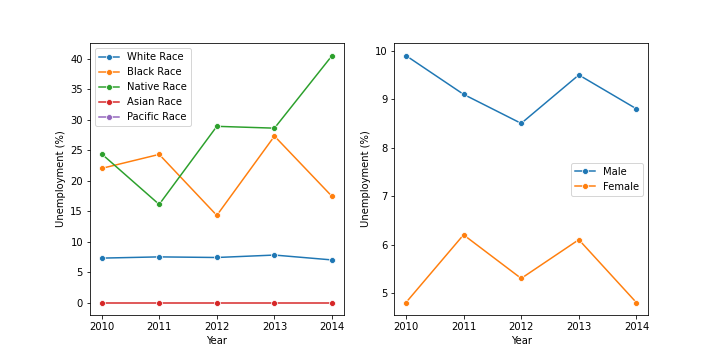 40
35
30
25
20
15
10
5
0
Unemployment (%)
White Race
Black Race
Native Race
Asian Race
Pacific Race
2010 2011 2012 2013 2014
Year
10
9
8
7
6
5
Unemployment (%)
Male
Female
2010 2011 2012 2013 2014
Year